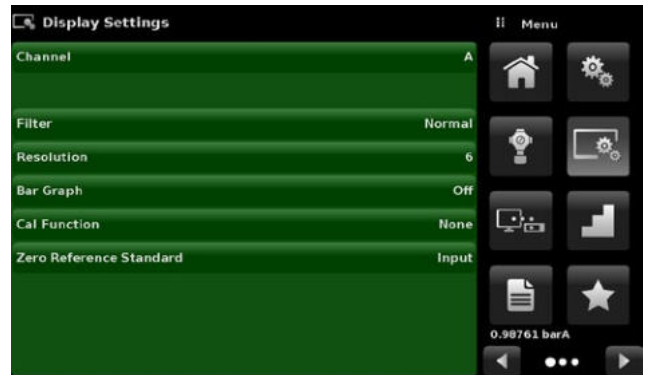 Display Settings
Menu
Channel A
Filter Normal
Resolution 6
Bar Graph Off
Cal Function None
Zero Reference Standard Input
0.98761 barA